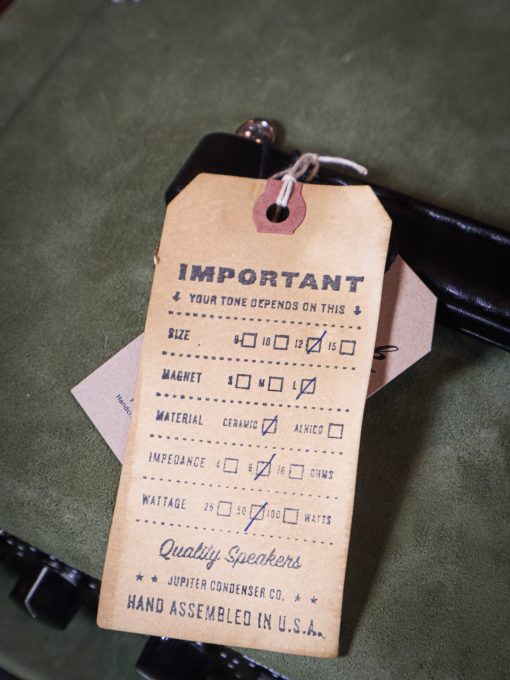 IMPORTANT
YOUR TONE DEPENDS ON THIS
SIZE 8 10 12 15
MAGNET S M L
MATERIAL CERAMIC ALNICO
IMPEDANCE 4 8 16 OHMS
WATTAGE 25 50 100 WATTS
Quality Speakers
JUPITER CONDENSER CO.
HAND ASSEMBLED IN U.S.A.